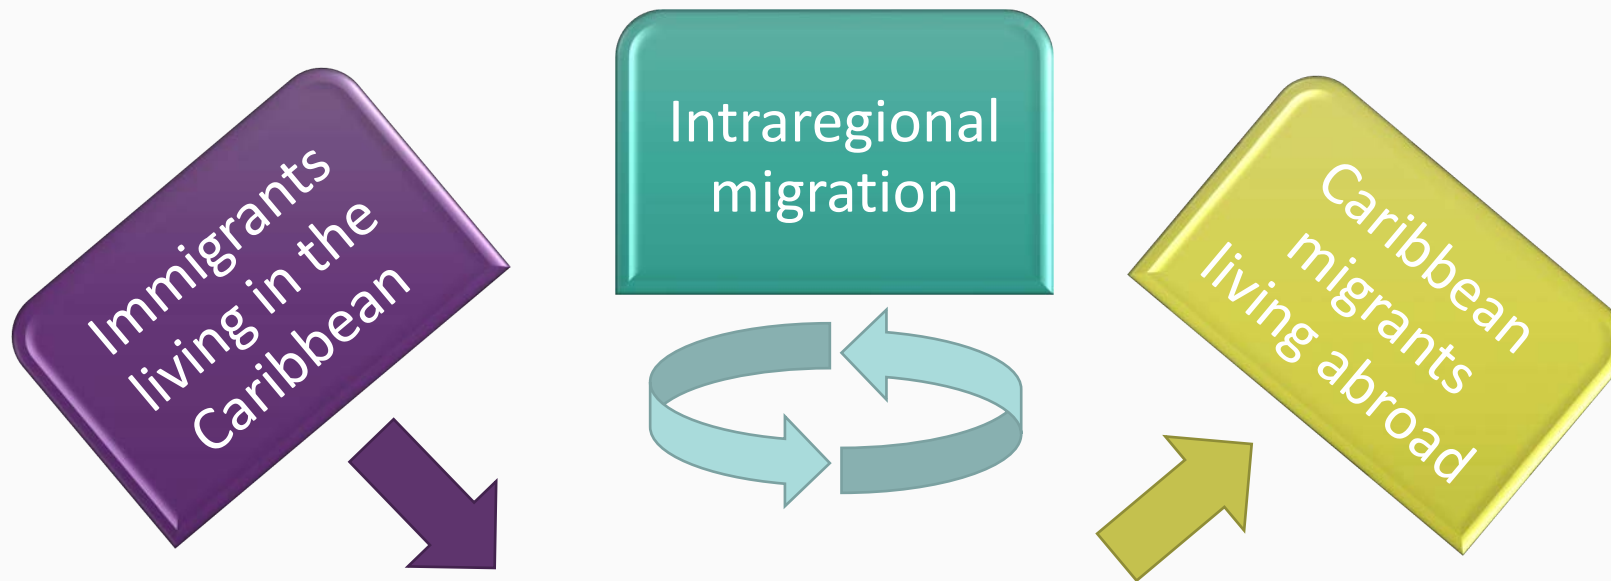 Immigrants
living in the
Caribbean
Intraregional
migration
Caribbean
migrants
living abroad